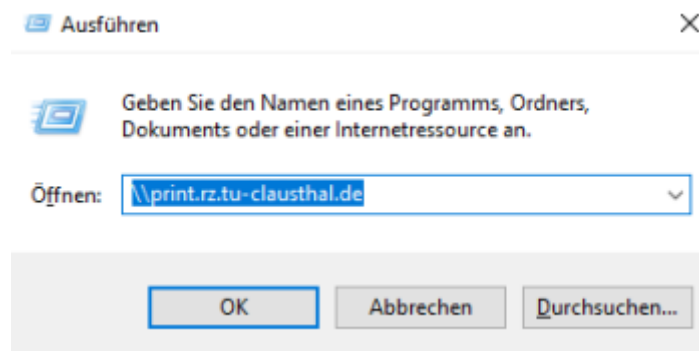 Ausführen
Geben Sie den Namen eines Programms, Ordners,
Dokuments oder einer Internetressource an.
Öffnen: \\print.rz.tu-clausthal.de
OK Abbrechen Durchsuchen...